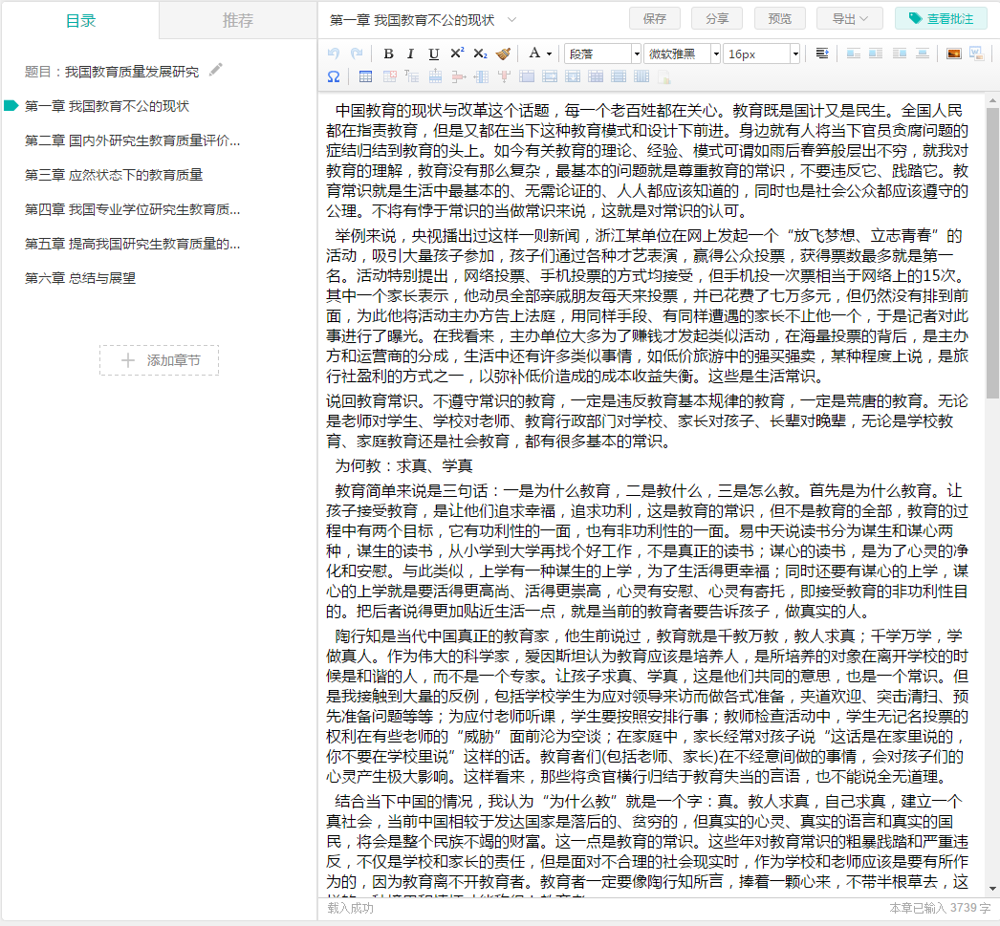 目录
推荐
题目：我国教育质量发展研究
第一章 我国教育不公的现状
第二章 国内外研究生教育质量评价...
第三章 应然状态下的教育质量
第四章 我国专业学位研究生教育质...
第五章 提高我国研究生教育质量的...
第六章 总结与展望
添加章节
第一章 我国教育不公的现状
保存
分享
预览
导出
查看批注
B I U X² X₂ A 段落 微软雅黑 16px
Ω
中国教育的现状与改革这个话题，每一个老百姓都在关心。教育既是国计又是民生。全国人民
都在指责教育，但是又都在当下这种教育模式和设计下前进。身边就有人将当下官员贪腐问题的
症结归结到教育的头上。如今有关教育的理论、经验、模式可谓如雨后春笋般层出不穷，就我对
教育的理解，教育没有那么复杂，最基本的问题就是尊重教育的常识，不要违反它、践踏它。教
育常识就是生活中最基本的、无需论证的、人人都应该知道的，同时也是社会公众都应该遵守的
公理。不将有悖于常识的当做常识来说，这就是对常识的认可。
举例来说，央视播出过这样一则新闻，浙江某单位在网上发起一个“放飞梦想、立志青春”的
活动，吸引大量孩子参加，孩子们通过各种才艺表演，赢得公众投票，获得票数最多就是第一
名。活动特别提出，网络投票、手机投票的方式均接受，但手机投一次票相当于网络上的15次。
其中一个家长表示，他动员全部亲戚朋友每天来投票，并已花费了七万多元，但仍然没有排到前
面，为此他将活动主办方告上法庭，用同样手段、有同样遭遇的家长不止他一个，于是记者对此
事进行了曝光。在我看来，主办单位大多为了赚钱才发起类似活动，在海量投票的背后，是主办
方和运营商的分成，生活中还有许多类似事情，如低价旅游中的强买强卖，某种程度上说，是旅
行社盈利的方式之一，以弥补低价造成的成本收益失衡。这些是生活常识。
说回教育常识。不遵守常识的教育，一定是违反教育基本规律的教育，一定是荒唐的教育。无论
是老师对学生、学校对老师、教育行政部门对学校、家长对孩子、长辈对晚辈，无论是学校教
育、家庭教育还是社会教育，都有很多基本的常识。
为何教：求真、学真
教育简单来说是三句话：一是为什么教育，二是教什么，三是怎么教。首先是为什么教育。让
孩子接受教育，是让他们追求幸福，追求功利，这是教育的常识，但不是教育的全部，教育的过
程中有两个目标，它有功利性的一面，也有非功利性的一面。易中天说读书分为谋生和谋心两
种，谋生的读书，从小学到大学再找个好工作，不是真正的读书；谋心的读书，是为了心灵的净
化和安慰。与此类似，上学有一种谋生的上学，为了生活得更幸福；同时还要有谋心的上学，谋
心的上学就是要活得更高尚、活得更崇高，心灵有安慰、心灵有寄托，即接受教育的非功利性目
的。把后者说得更加贴近生活一点，就是当前的教育者要告诉孩子，做真实的人。
陶行知是当代中国真正的教育家，他生前说过，教育就是千教万教，教人求真；千学万学，学
做真人。作为伟大的科学家，爱因斯坦认为教育应该是培养人，是所培养的对象在离开学校的时
候是和谐的人，而不是一个专家。让孩子求真、学真，这是他们共同的意思，也是一个常识。但
是我接触到大量的反例，包括学校学生为应对领导来访而做各式准备，夹道欢迎、突击清扫、预
先准备问题等等；为应付老师听课，学生要按照安排行事；教师检查活动中，学生无记名投票的
权利在有些老师的“威胁”面前沦为空谈；在家庭中，家长经常对孩子说“这话是在家里说的，
你不要在学校里说”这样的话。教育者们(包括老师、家长)在不经意间做的事情，会对孩子们的
心灵产生极大影响。这样看来，那些将贪官横行归结于教育失当的言语，也不能说全无道理。
结合当下中国的情况，我认为“为什么教”就是一个字：真。教人求真，自己求真，建立一个
真社会，当前中国相较于发达国家是落后的、贫穷的，但真实的心灵、真实的语言和真实的国
民，将会是整个民族不竭的财富。这一点是教育的常识。这些年对教育常识的粗暴践踏和严重违
反，不仅是学校和家长的责任，但是面对不合理的社会现实时，作为学校和老师应该是要有所作
为的，因为教育离不开教育者。教育者一定要像陶行知所言，捧着一颗心来，不带半根草去，这
载入成功
本章已输入 3739 字